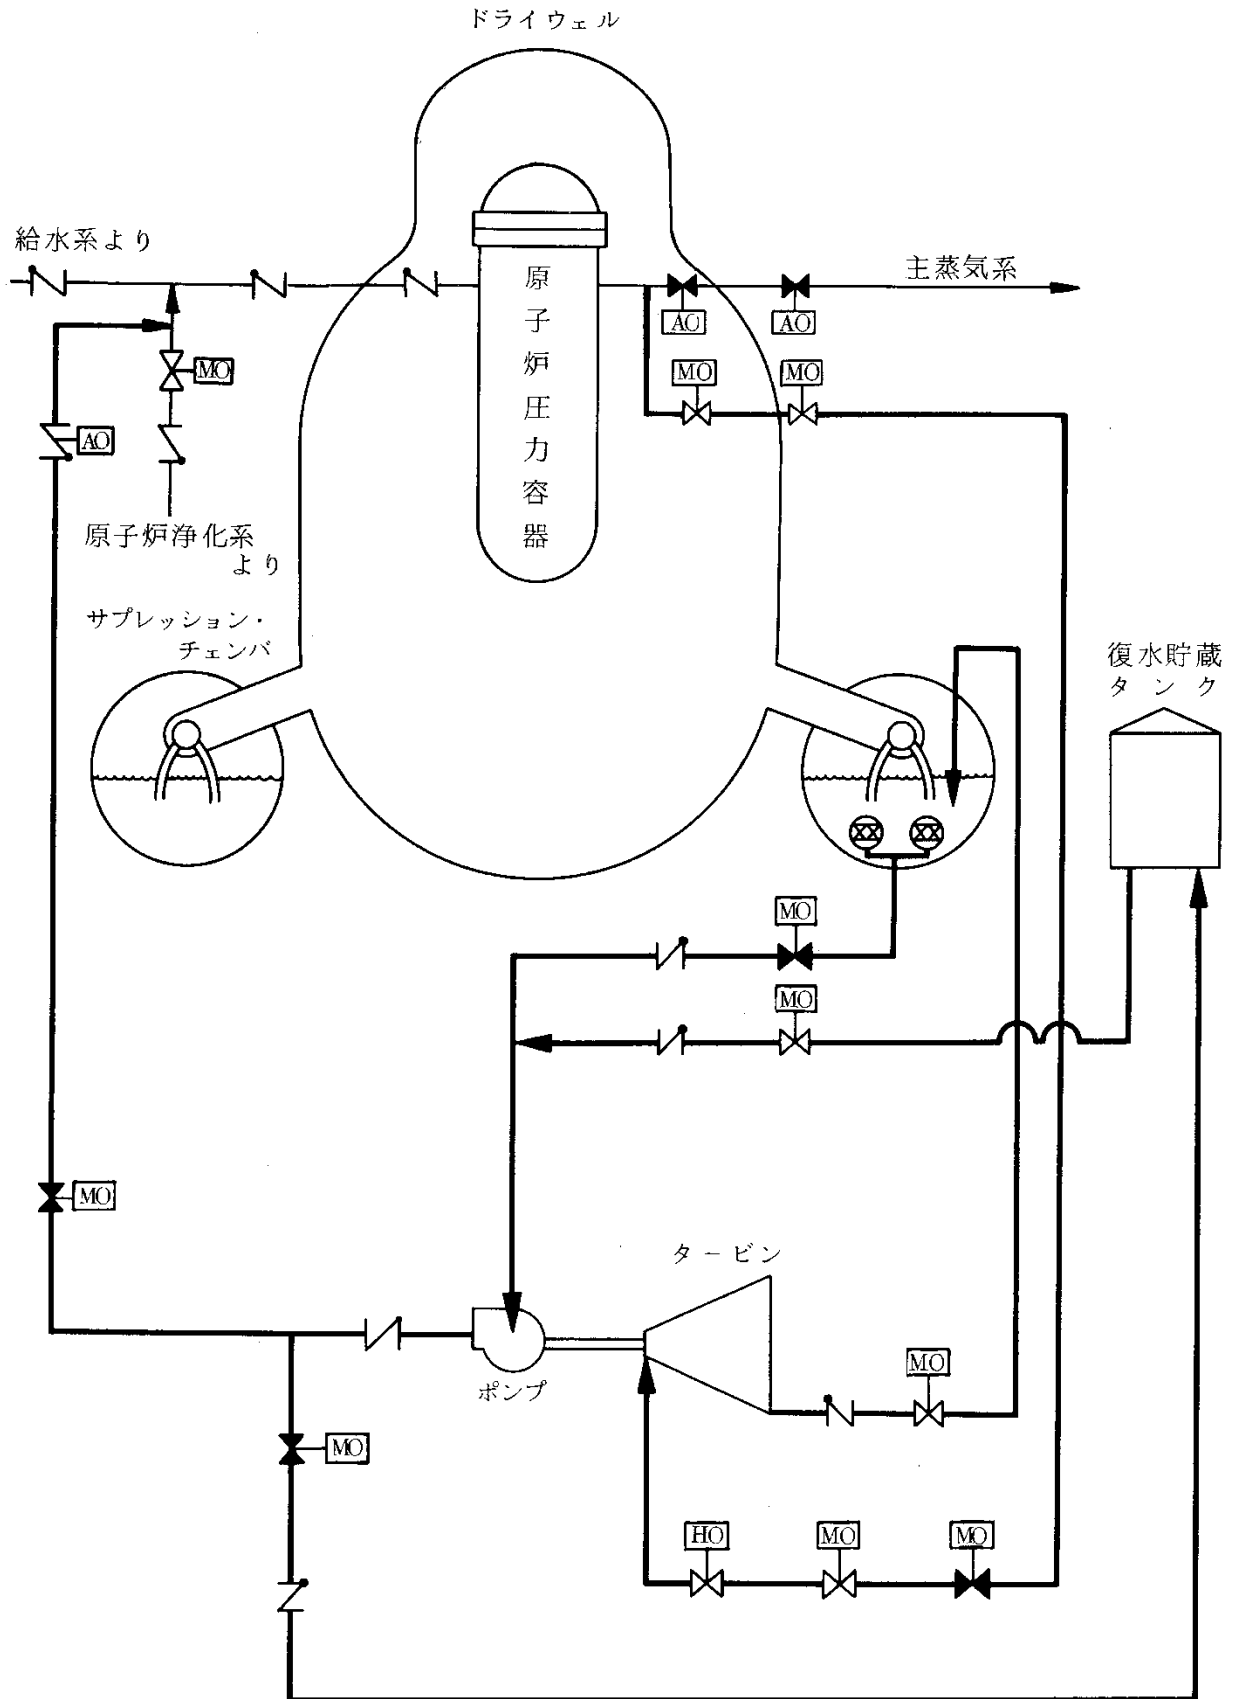 ドライウェル
給水系より
主蒸気系
原子炉圧力容器
AO
AO
MO
MO
MO
AO
原子炉浄化系
より
サプレッション・
チェンバ
復水貯蔵
タンク
MO
MO
MO
タービン
MO
ポンプ
MO
HO
MO
MO